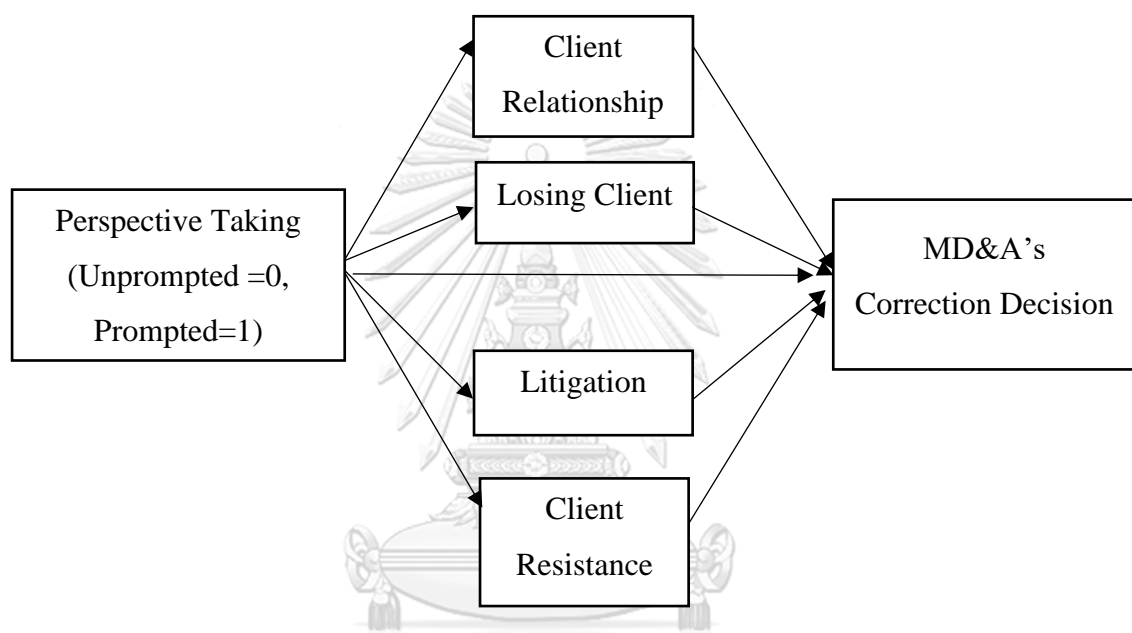 Client
Relationship
Losing Client
Perspective Taking
(Unprompted =0,
Prompted=1)
MD&A’s
Correction Decision
Litigation
Client
Resistance